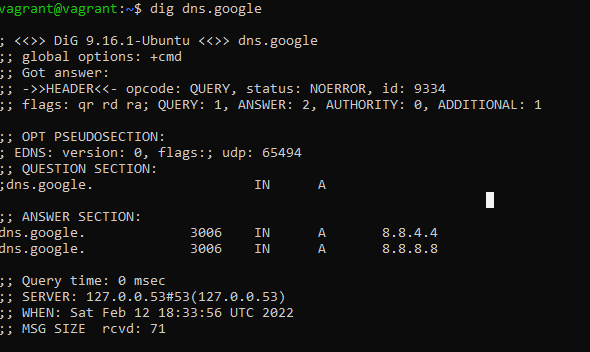 vagrant@vagrant:~$ dig dns.google
; <<>> DiG 9.16.1-Ubuntu <<>> dns.google
;; global options: +cmd
;; Got answer:
;; ->>HEADER<<- opcode: QUERY, status: NOERROR, id: 9334
;; flags: qr rd ra; QUERY: 1, ANSWER: 2, AUTHORITY: 0, ADDITIONAL: 1
;; OPT PSEUDOSECTION:
; EDNS: version: 0, flags:; udp: 65494
;; QUESTION SECTION:
;dns.google. IN A
;; ANSWER SECTION:
dns.google. 3006 IN A 8.8.4.4
dns.google. 3006 IN A 8.8.8.8
;; Query time: 0 msec
;; SERVER: 127.0.0.53#53(127.0.0.53)
;; WHEN: Sat Feb 12 18:33:56 UTC 2022
;; MSG SIZE rcvd: 71